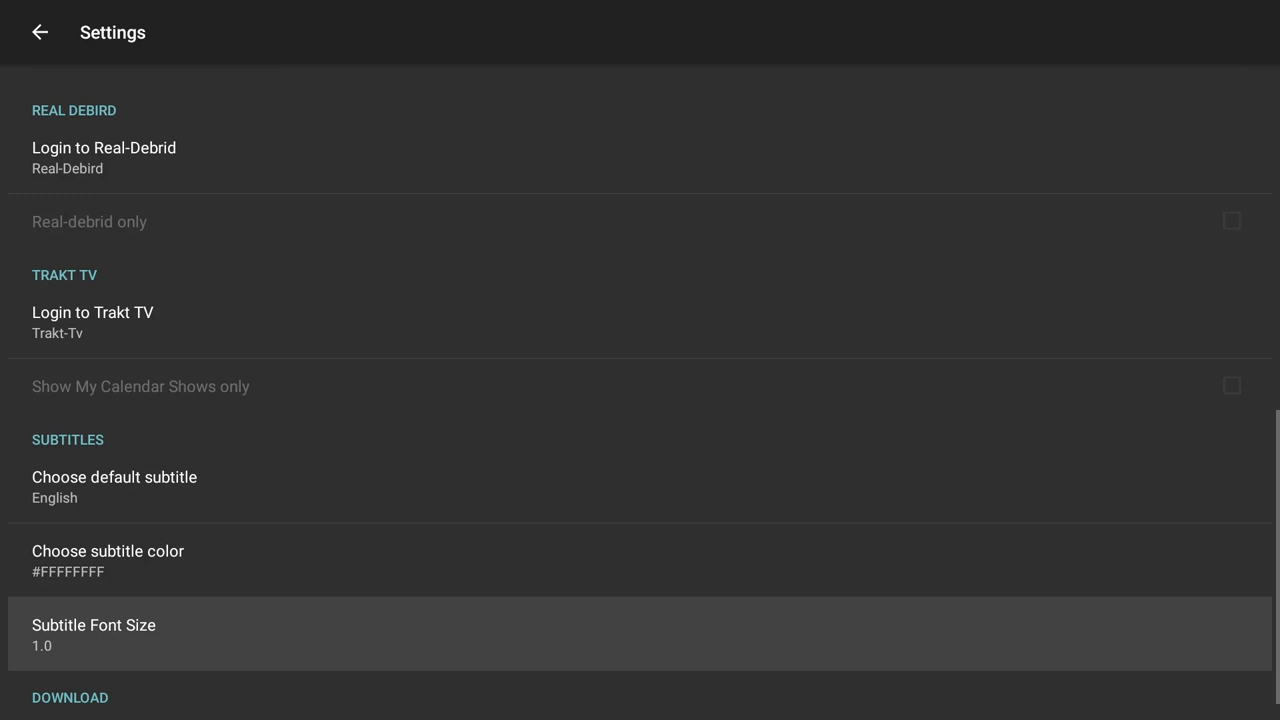 Settings
REAL DEBIRD
Login to Real-Debrid
Real-Debird
Real-debrid only
TRAKT TV
Login to Trakt TV
Trakt-Tv
Show My Calendar Shows only
SUBTITLES
Choose default subtitle
English
Choose subtitle color
#FFFFFFFF
Subtitle Font Size
1.0
DOWNLOAD